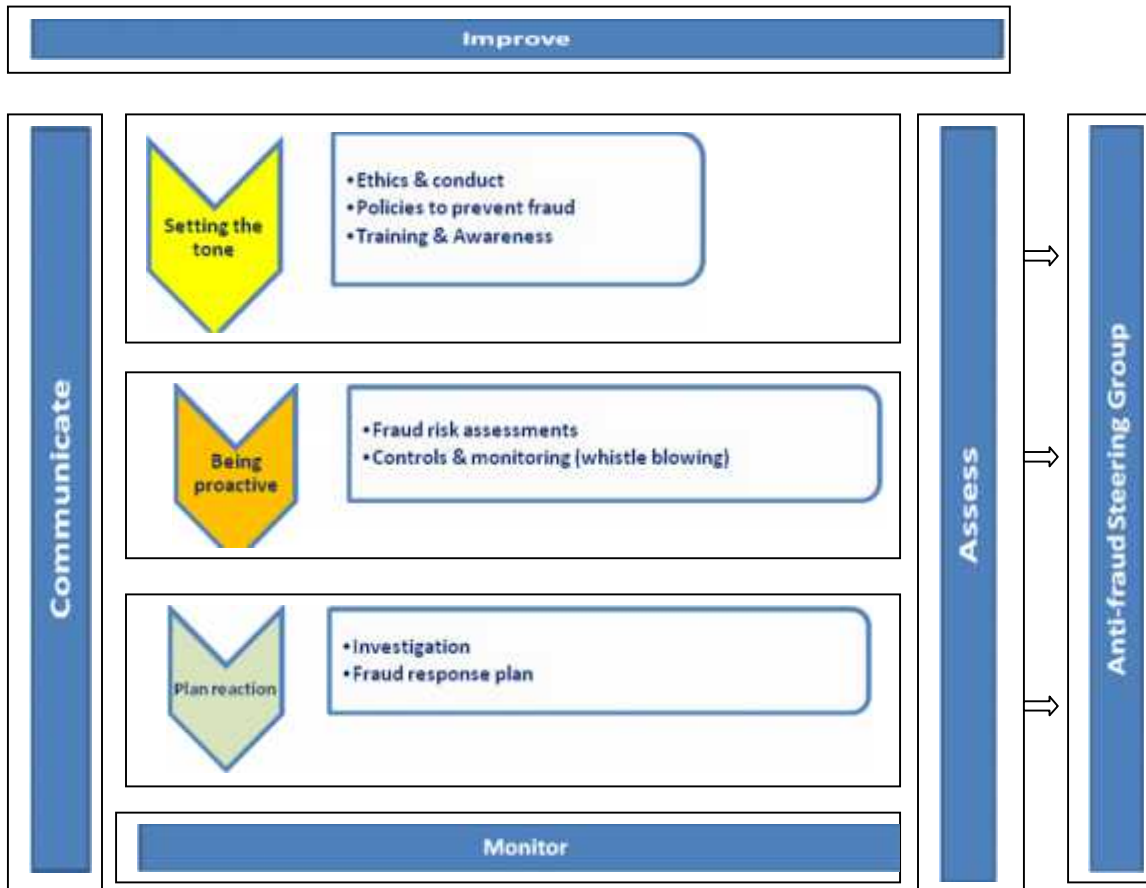 Improve
Communicate
Setting the
tone
•Ethics & conduct
•Policies to prevent fraud
•Training & Awareness
Being
proactive
•Fraud risk assessments
•Controls & monitoring (whistle blowing)
Plan reaction
•Investigation
•Fraud response plan
Monitor
Assess
Anti-fraud Steering Group